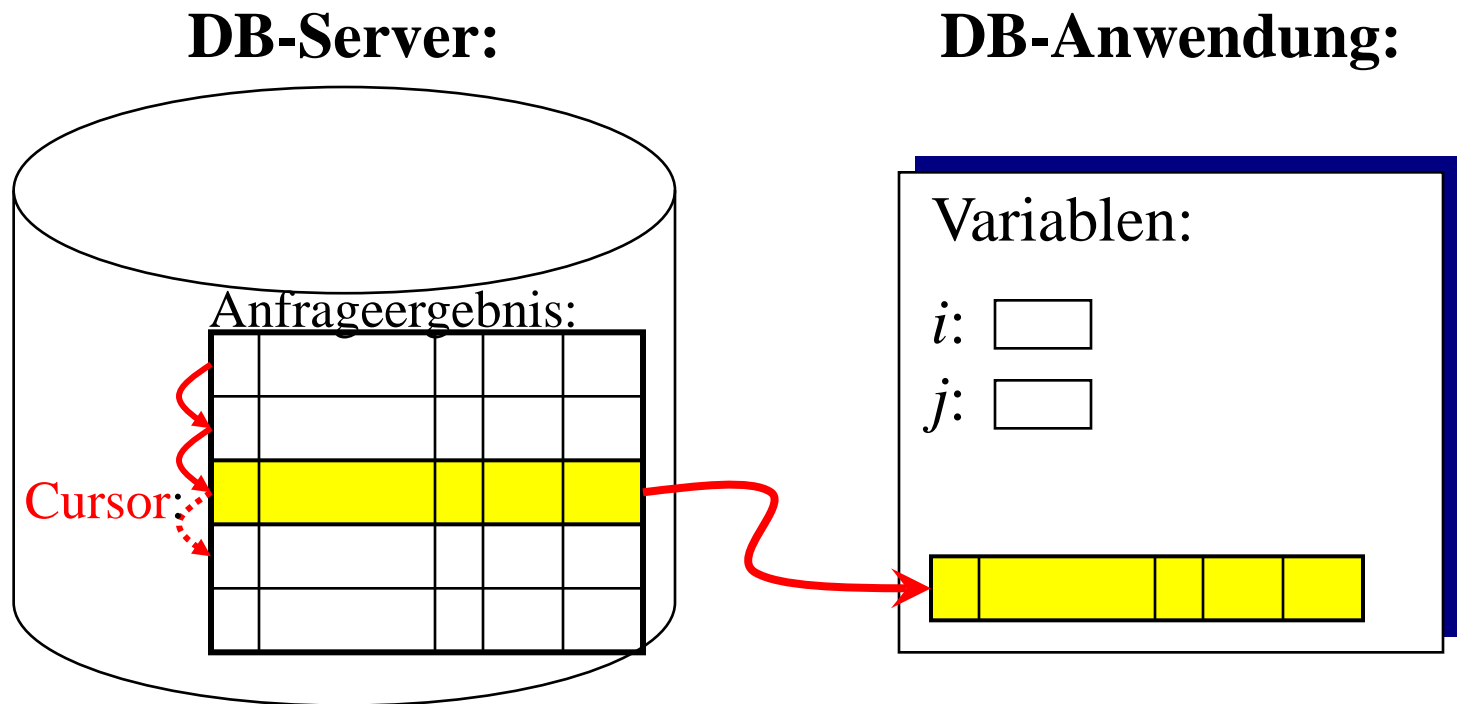 DB-Server:
DB-Anwendung:
Anfrageergebnis:
Cursor:
Variablen:
i:
j: